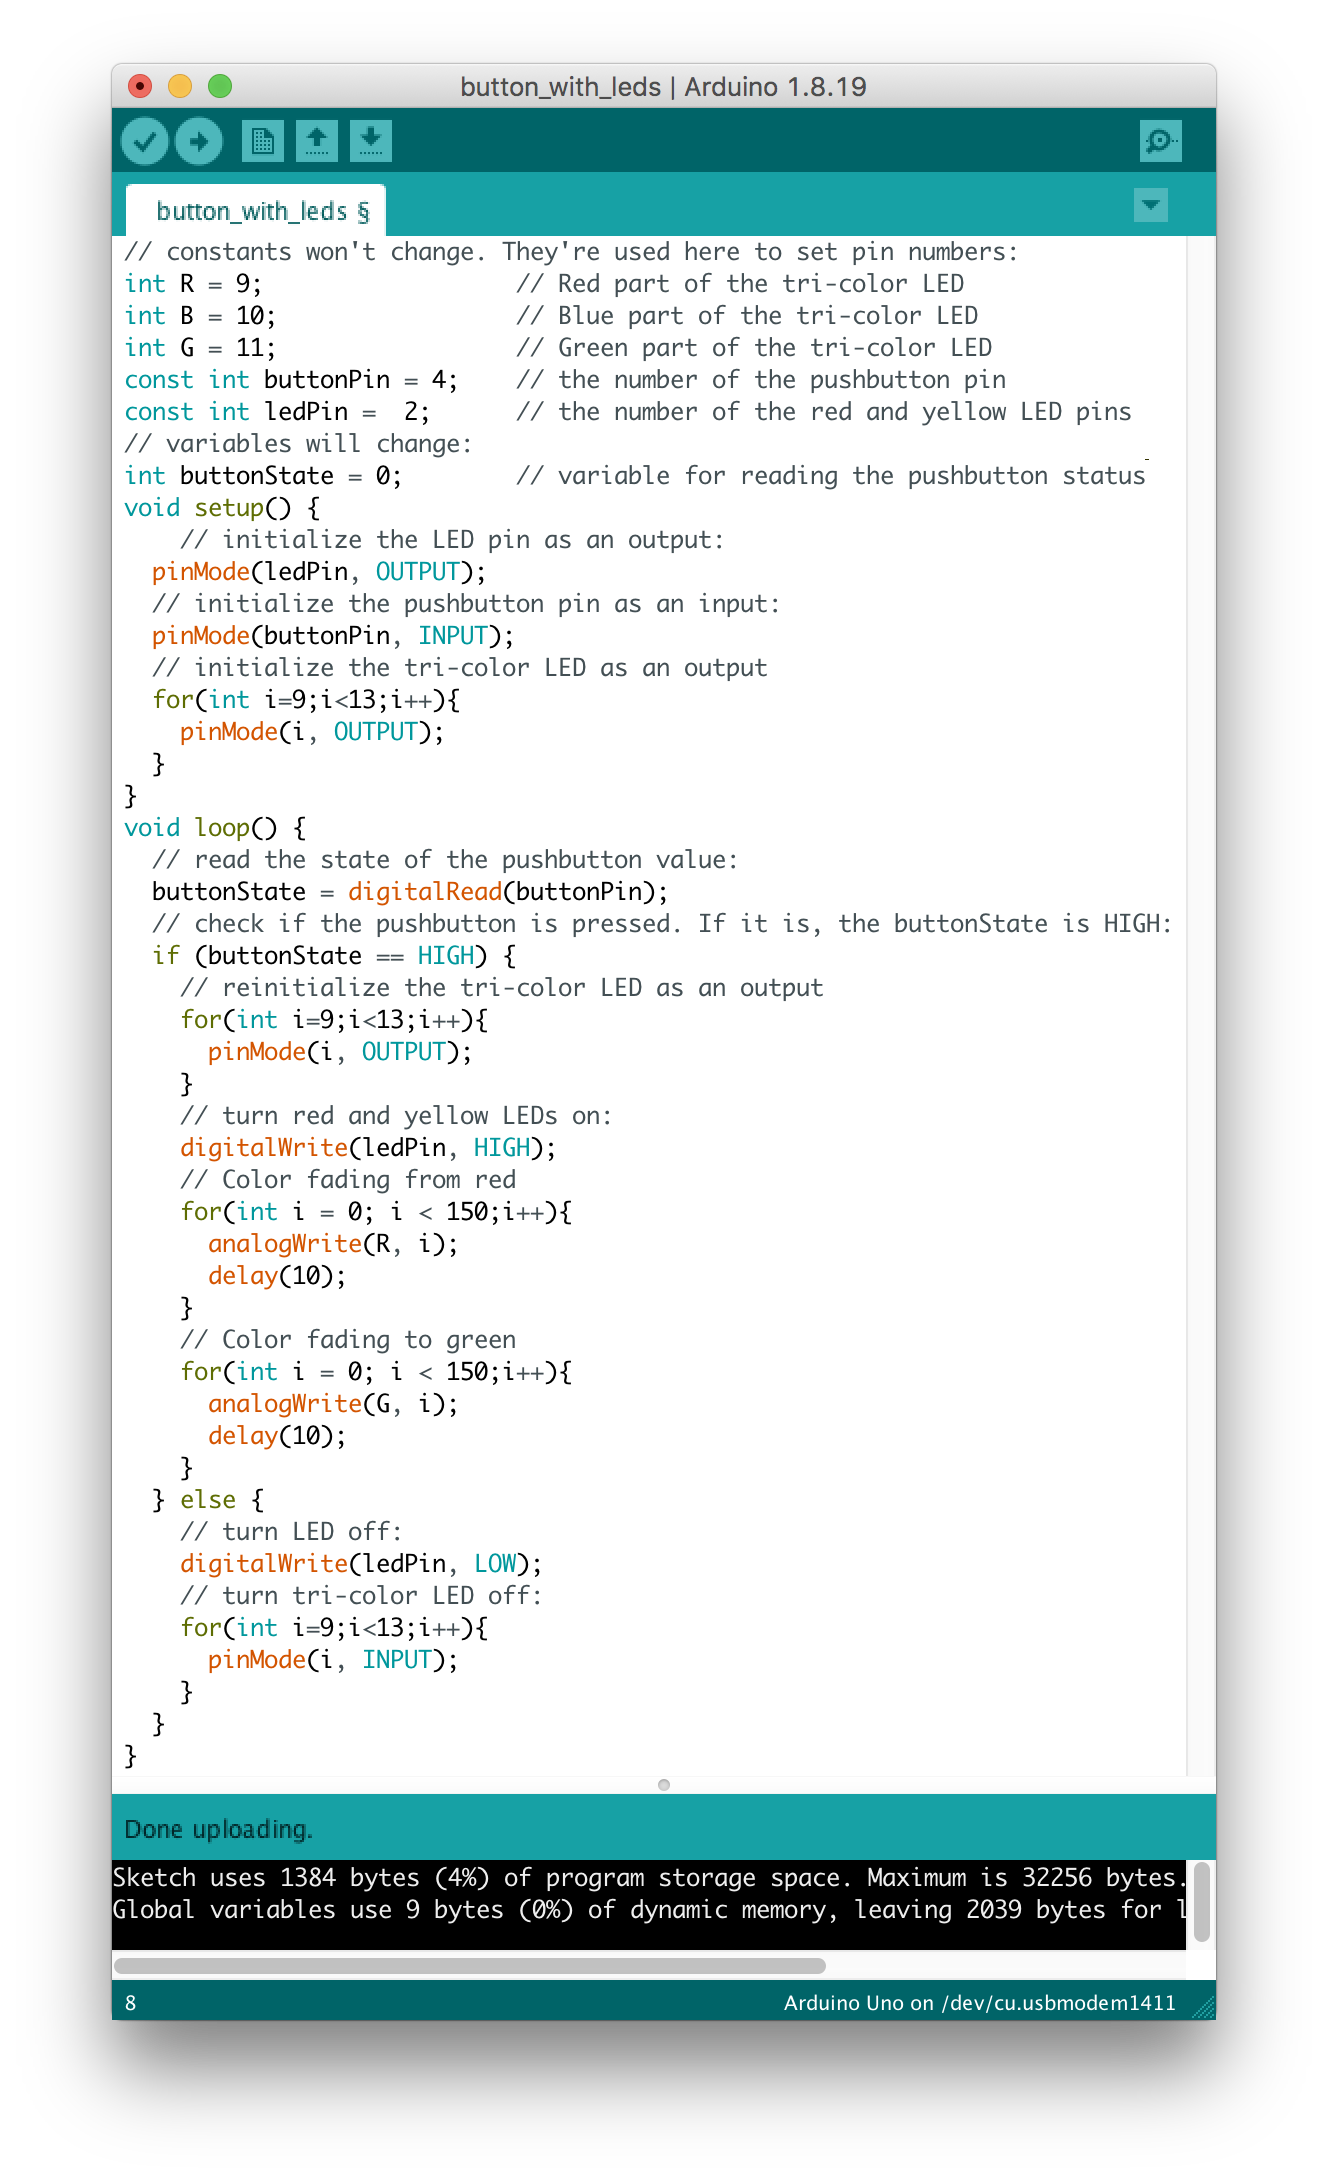 button_with_leds | Arduino 1.8.19
button_with_leds §
// constants won't change. They're used here to set pin numbers:
int R = 9;                  // Red part of the tri-color LED
int B = 10;                 // Blue part of the tri-color LED
int G = 11;                 // Green part of the tri-color LED
const int buttonPin = 4;    // the number of the pushbutton pin
const int ledPin =  2;      // the number of the red and yellow LED pins
// variables will change:
int buttonState = 0;        // variable for reading the pushbutton status
void setup() {
    // initialize the LED pin as an output:
  pinMode(ledPin, OUTPUT);
  // initialize the pushbutton pin as an input:
  pinMode(buttonPin, INPUT);
  // initialize the tri-color LED as an output
  for(int i=9;i<13;i++){
    pinMode(i, OUTPUT);
  }
}
void loop() {
  // read the state of the pushbutton value:
  buttonState = digitalRead(buttonPin);
  // check if the pushbutton is pressed. If it is, the buttonState is HIGH:
  if (buttonState == HIGH) {
    // reinitialize the tri-color LED as an output
    for(int i=9;i<13;i++){
      pinMode(i, OUTPUT);
    }
    // turn red and yellow LEDs on:
    digitalWrite(ledPin, HIGH);
    // Color fading from red
    for(int i = 0; i < 150;i++){
      analogWrite(R, i);
      delay(10);
    }
    // Color fading to green
    for(int i = 0; i < 150;i++){
      analogWrite(G, i);
      delay(10);
    }
  } else {
    // turn LED off:
    digitalWrite(ledPin, LOW);
    // turn tri-color LED off:
    for(int i=9;i<13;i++){
      pinMode(i, INPUT);
    }
  }
}
Done uploading.
Sketch uses 1384 bytes (4%) of program storage space. Maximum is 32256 bytes.
Global variables use 9 bytes (0%) of dynamic memory, leaving 2039 bytes for l
8
Arduino Uno on /dev/cu.usbmodem1411